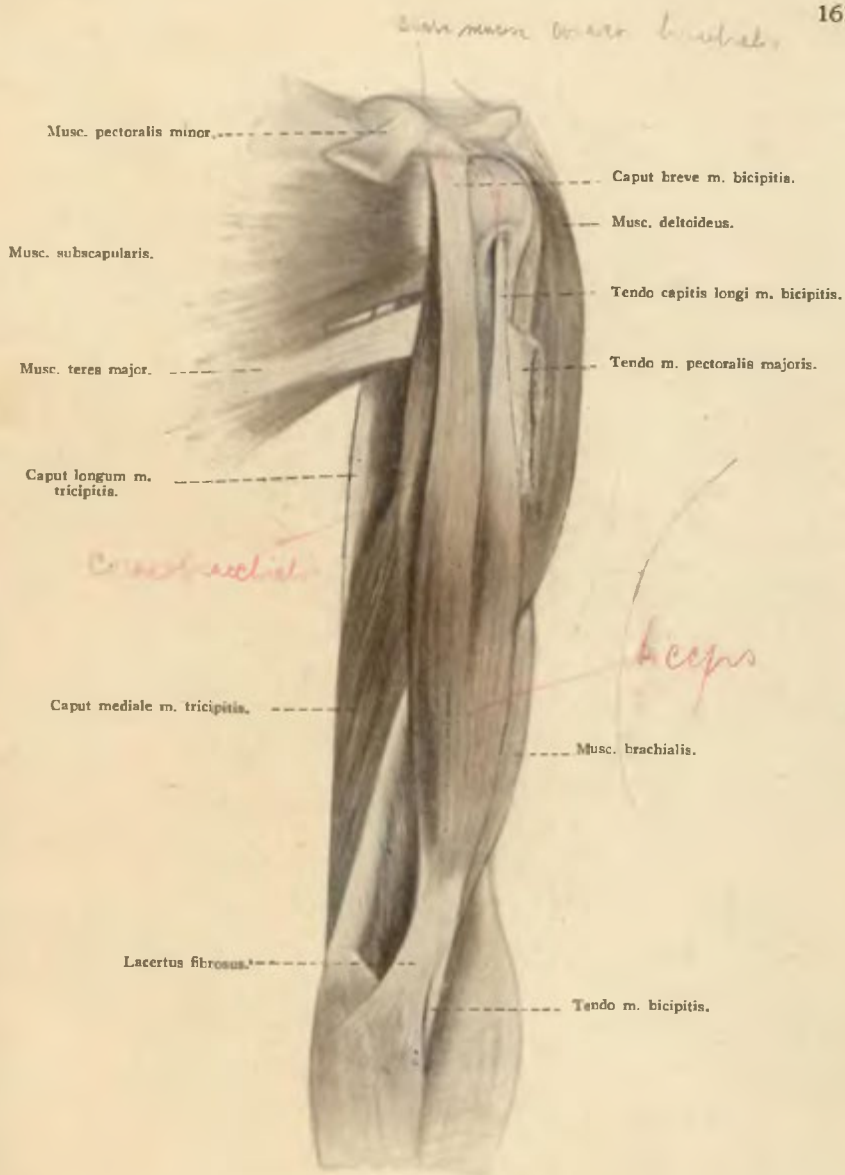 16
Musc. pectoralis minor.
Caput breve m. bicipitis.
Musc. deltoideus.
Musc. subscapularis.
Tendo capitis longi m. bicipitis.
Musc. teres major.
Tendo m. pectoralis majoris.
Caput longum m.
tricipitis.
biceps
Caput mediale m. tricipitis.
Musc. brachialis.
Lacertus fibrosus.
Tendo m. bicipitis.